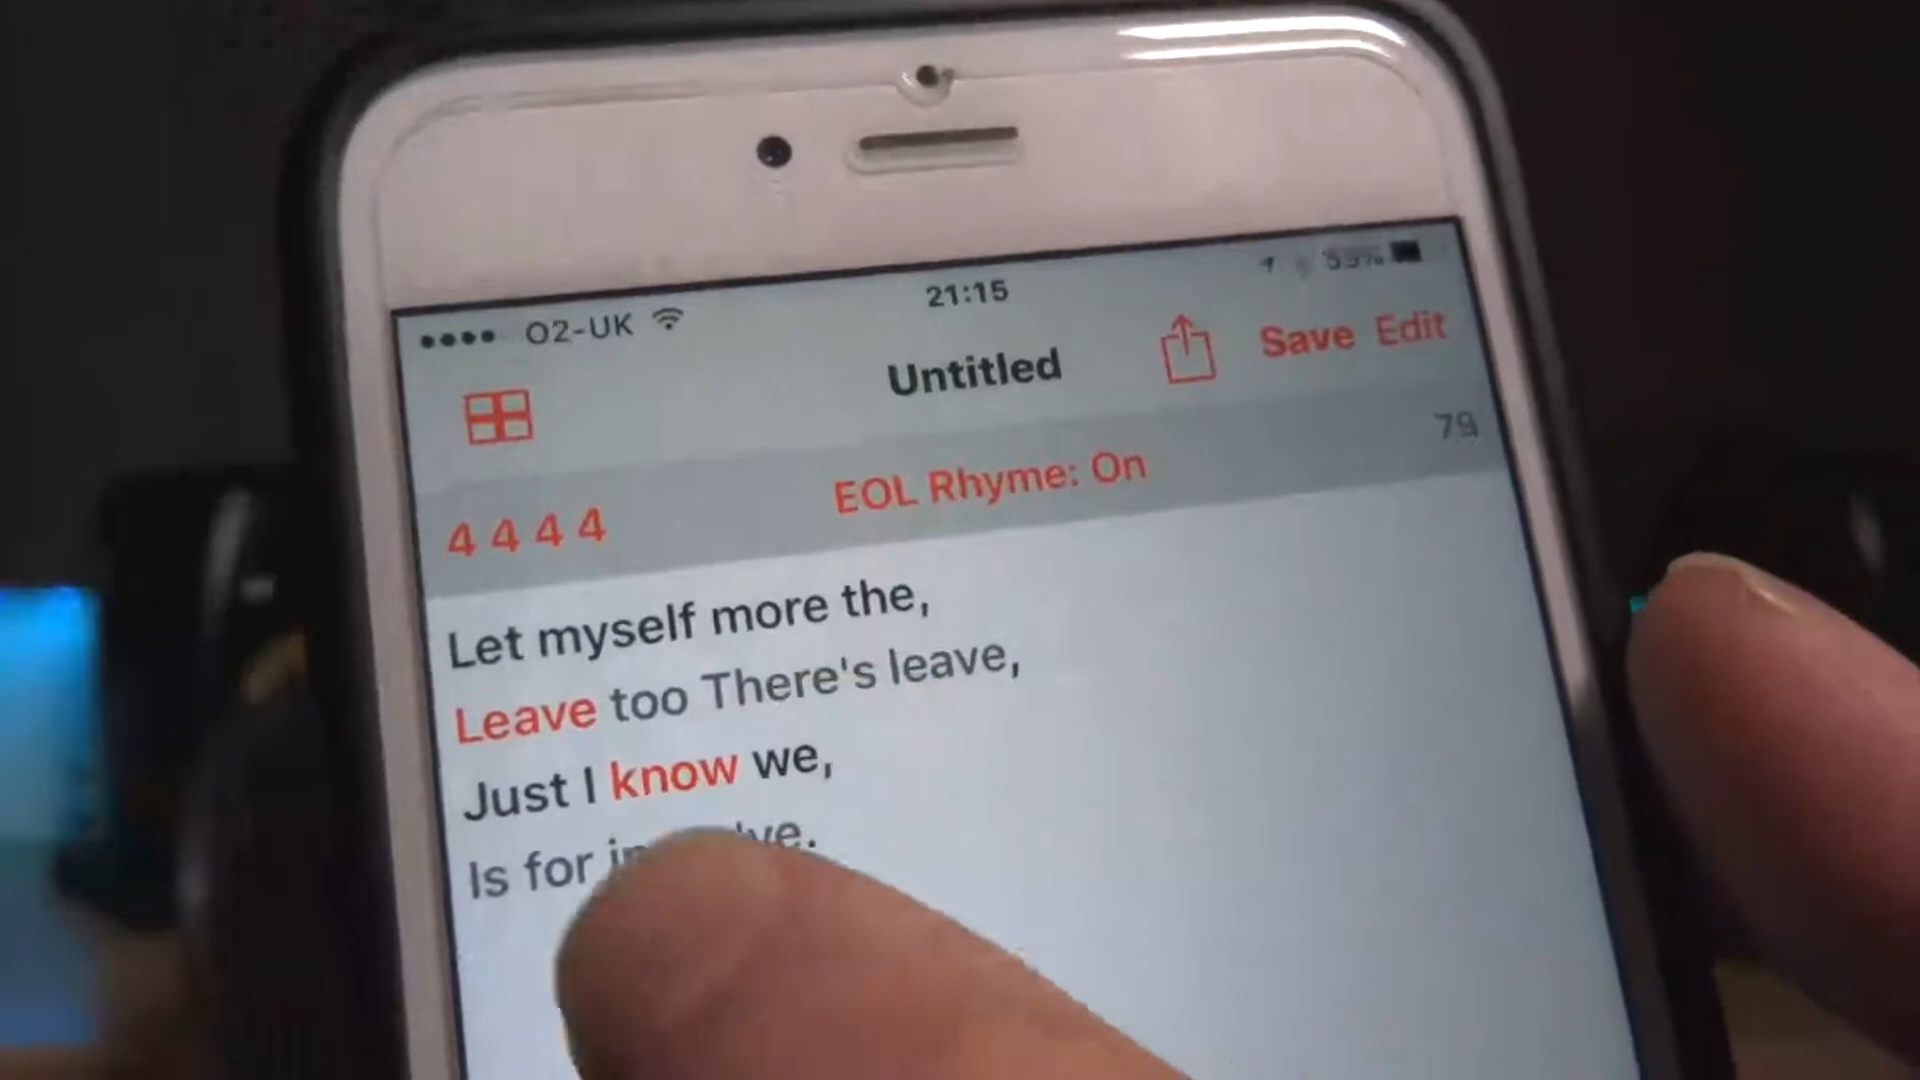 O2-UK 21:15 59%
Untitled Save Edit
4 4 4 4 EOL Rhyme: On 79
Let myself more the,
Leave too There's leave,
Just I know we,
Is for